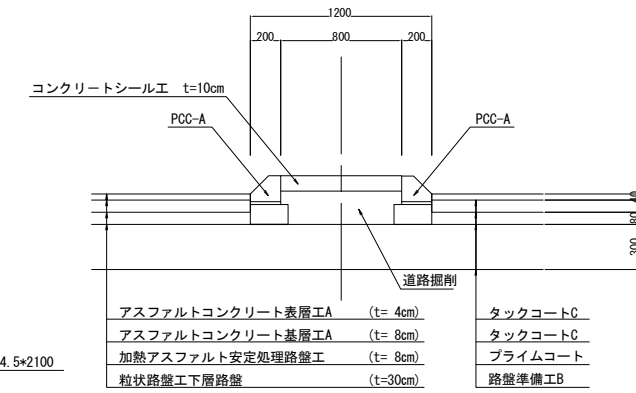 1200
200 800 200
コンクリートシール工 t=10cm
PCC-A PCC-A
80
300
道路掘削
アスファルトコンクリート表層工A (t= 4cm) タックコートC
アスファルトコンクリート基層工A (t= 8cm) タックコートC
加熱アスファルト安定処理路盤工 (t= 8cm) プライムコート
粒状路盤工下層路盤 (t=30cm) 路盤準備工B
4.5*2100